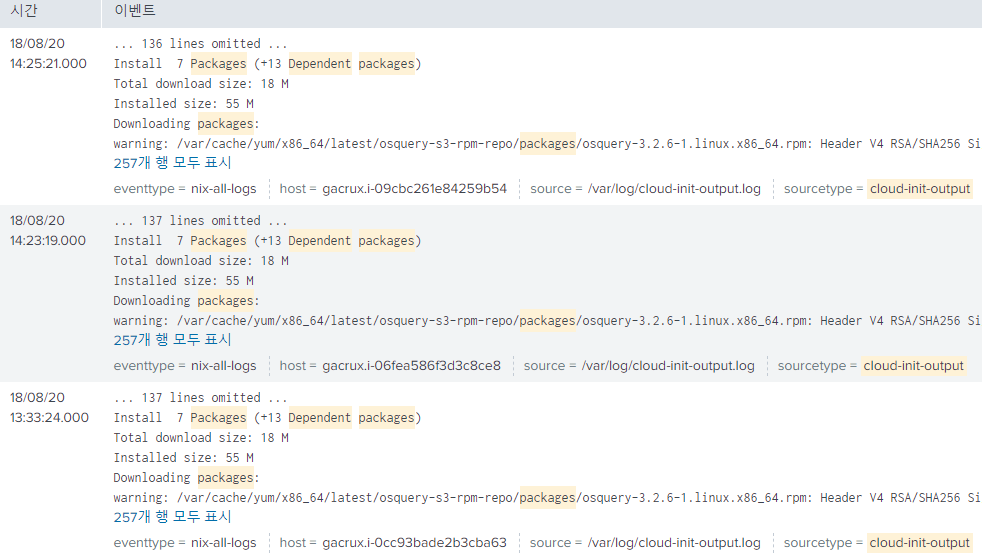 시간 이벤트
18/08/20
14:25:21.000
... 136 lines omitted ...
Install  7 Packages (+13 Dependent packages)
Total download size: 18 M
Installed size: 55 M
Downloading packages:
warning: /var/cache/yum/x86_64/latest/osquery-s3-rpm-repo/packages/osquery-3.2.6-1.linux.x86_64.rpm: Header V4 RSA/SHA256 Si
257개 행 모두 표시
eventtype = nix-all-logs host = gacrux.i-09cbc261e84259b54 source = /var/log/cloud-init-output.log sourcetype = cloud-init-output
18/08/20
14:23:19.000
... 137 lines omitted ...
Install  7 Packages (+13 Dependent packages)
Total download size: 18 M
Installed size: 55 M
Downloading packages:
warning: /var/cache/yum/x86_64/latest/osquery-s3-rpm-repo/packages/osquery-3.2.6-1.linux.x86_64.rpm: Header V4 RSA/SHA256 Si
257개 행 모두 표시
eventtype = nix-all-logs host = gacrux.i-06fea586f3d3c8ce8 source = /var/log/cloud-init-output.log sourcetype = cloud-init-output
18/08/20
13:33:24.000
... 137 lines omitted ...
Install  7 Packages (+13 Dependent packages)
Total download size: 18 M
Installed size: 55 M
Downloading packages:
warning: /var/cache/yum/x86_64/latest/osquery-s3-rpm-repo/packages/osquery-3.2.6-1.linux.x86_64.rpm: Header V4 RSA/SHA256 Si
257개 행 모두 표시
eventtype = nix-all-logs host = gacrux.i-0cc93bade2b3cba63 source = /var/log/cloud-init-output.log sourcetype = cloud-init-output